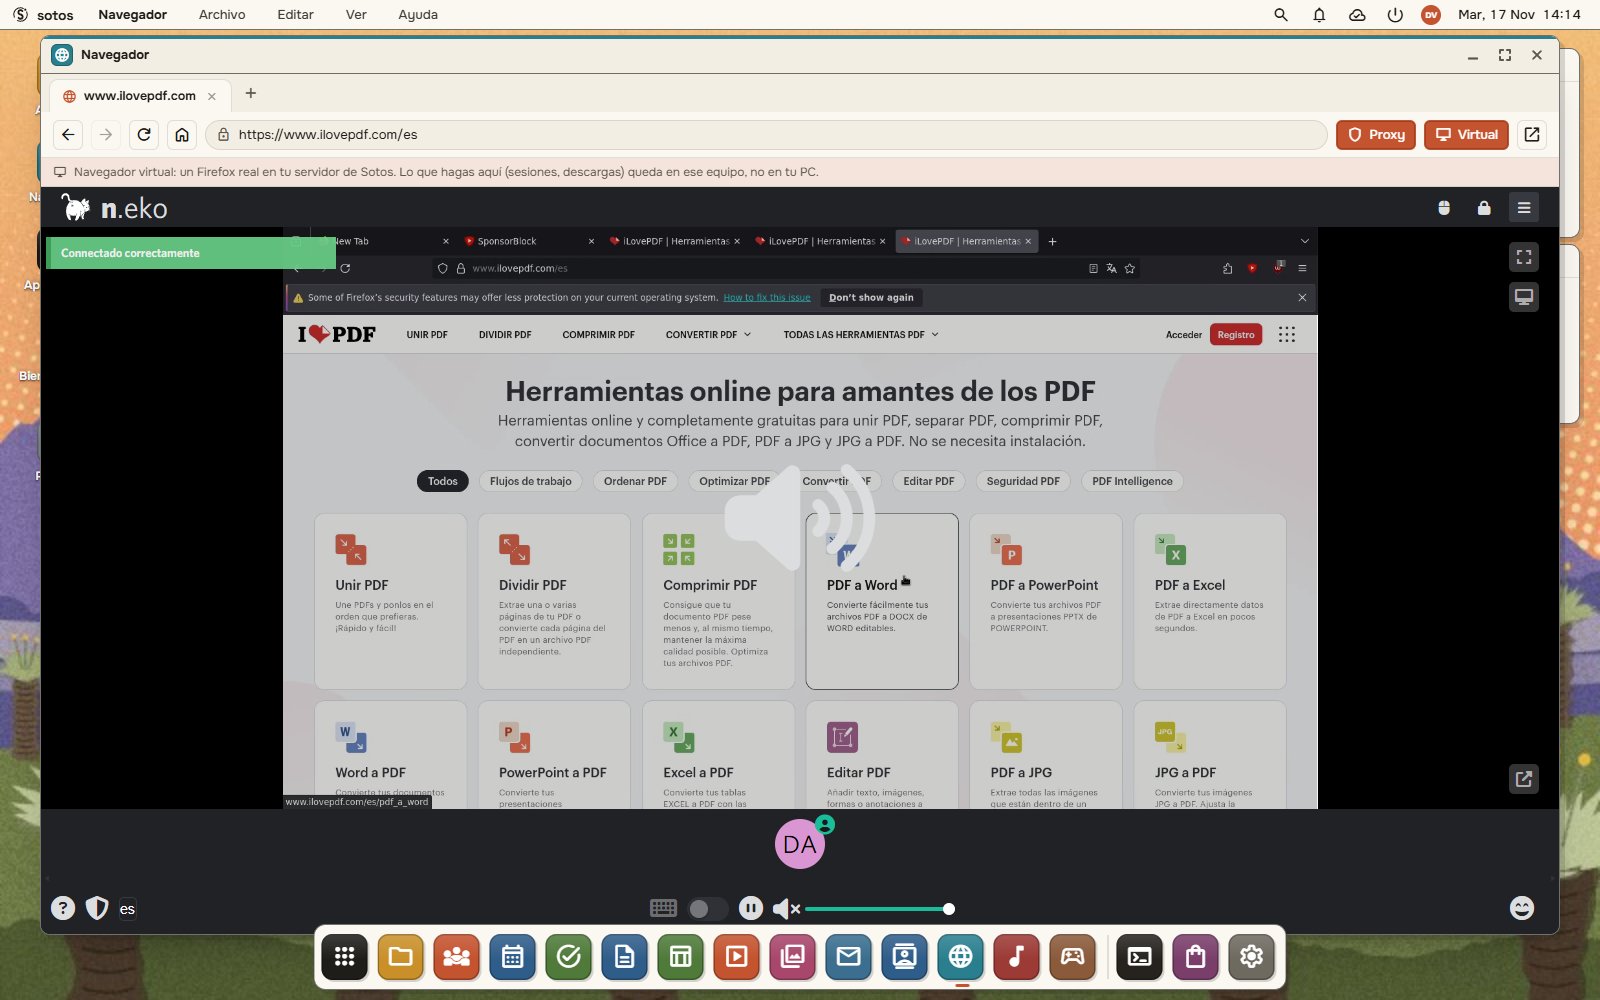 sotos Navegador Archivo Editar Ver Ayuda DV Mar, 17 Nov 14:14
Navegador
www.ilovepdf.com
https://www.ilovepdf.com/es Proxy Virtual
Navegador virtual: un Firefox real en tu servidor de Sotos. Lo que hagas aquí (sesiones, descargas) queda en ese equipo, no en tu PC.
n.eko
Connectado correctamente
New Tab SponsorBlock iLovePDF | Herramientas iLovePDF | Herramientas iLovePDF | Herramientas
www.ilovepdf.com/es
Some of Firefox's security features may offer less protection on your current operating system. How to fix this issue Don't show again
I PDF UNIR PDF DIVIDIR PDF COMPRIMIR PDF CONVERTIR PDF TODAS LAS HERRAMIENTAS PDF Acceder Registro
Herramientas online para amantes de los PDF
Herramientas online y completamente gratuitas para unir PDF, separar PDF, comprimir PDF,
convertir documentos Office a PDF, PDF a JPG y JPG a PDF. No se necesita instalación.
Todos Flujos de trabajo Ordenar PDF Optimizar PDF Convertir PDF Editar PDF Seguridad PDF PDF Intelligence
Unir PDF
Une PDFs y ponlos en el
orden que prefieras.
¡Rápido y fácil!
Dividir PDF
Extrae una o varias
páginas de tu PDF o
convierte cada página del
PDF en un archivo PDF
independiente.
Comprimir PDF
Consigue que tu
documento PDF pese
menos y, al mismo tiempo,
mantener la máxima
calidad posible. Optimiza
tus archivos PDF.
PDF a Word
Convierte fácilmente tus
archivos PDF a DOCX de
WORD editables.
PDF a PowerPoint
Convierte tus archivos PDF
a presentaciones PPTX de
POWERPOINT.
PDF a Excel
Extrae directamente datos
de PDF a Excel en pocos
segundos.
Word a PDF
Convierte tus documentos
PowerPoint a PDF
Convierte tus
presentaciones
Excel a PDF
Convierte tus tablas
EXCEL a PDF con las
Editar PDF
Añadir texto, imágenes,
formas o anotaciones a
PDF a JPG
Extrae todas las imágenes
que están dentro de un
JPG a PDF
Convierte tus imágenes
JPG a PDF. Ajusta la
www.ilovepdf.com/es/pdf_a_word
DA
es